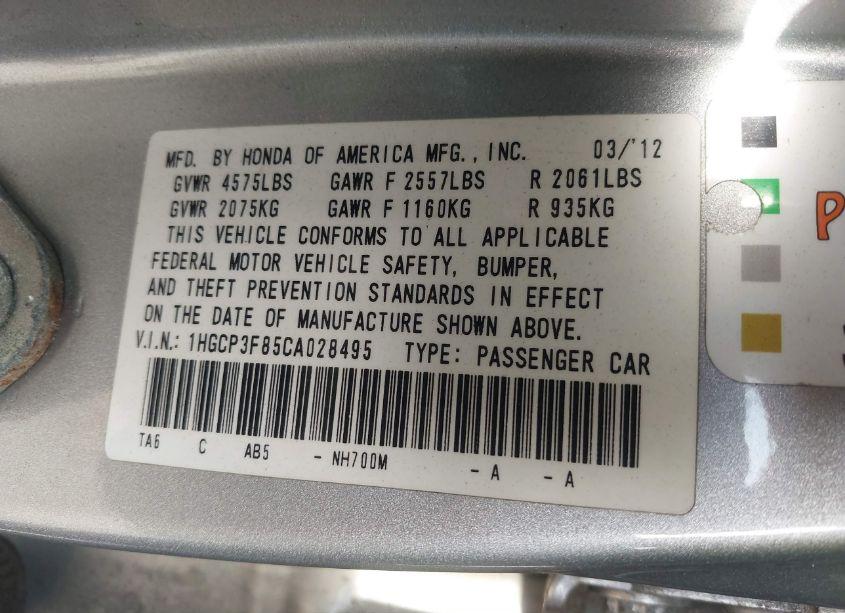 MFD. BY HONDA OF AMERICA MFG., INC. 03/'12
GVWR 4575LBS GAWR F 2557LBS R 2061LBS
GVWR 2075KG GAWR F 1160KG R 935KG
THIS VEHICLE CONFORMS TO ALL APPLICABLE
FEDERAL MOTOR VEHICLE SAFETY, BUMPER,
AND THEFT PREVENTION STANDARDS IN EFFECT
ON THE DATE OF MANUFACTURE SHOWN ABOVE.
V.I.N.: 1HGCP3F85CA028495 TYPE: PASSENGER CAR
TA6 C AB5 - NH700M - A - A
P